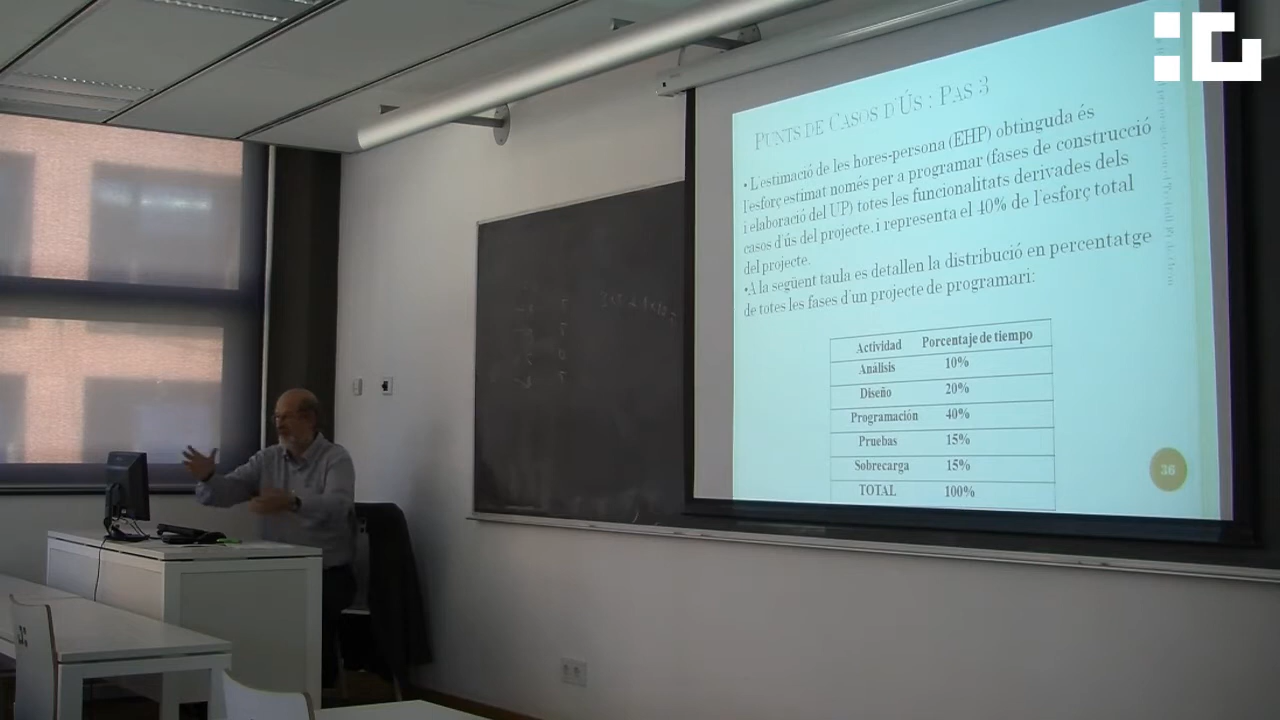 PUNTS DE CASOS D'ÚS : PAS 3
• L'estimació de les hores-persona (EHP) obtinguda és
l'esforç estimat només per a programar (fases de construcció
i elaboració del UP) totes les funcionalitats derivades dels
casos d'ús del projecte, i representa el 40% de l'esforç total
del projecte.
•A la següent taula es detallen la distribució en percentatge
de totes les fases d'un projecte de programari:
Actividad Porcentaje de tiempo
Análisis 10%
Diseño 20%
Programación 40%
Pruebas 15%
Sobrecarga 15%
TOTAL 100%
36